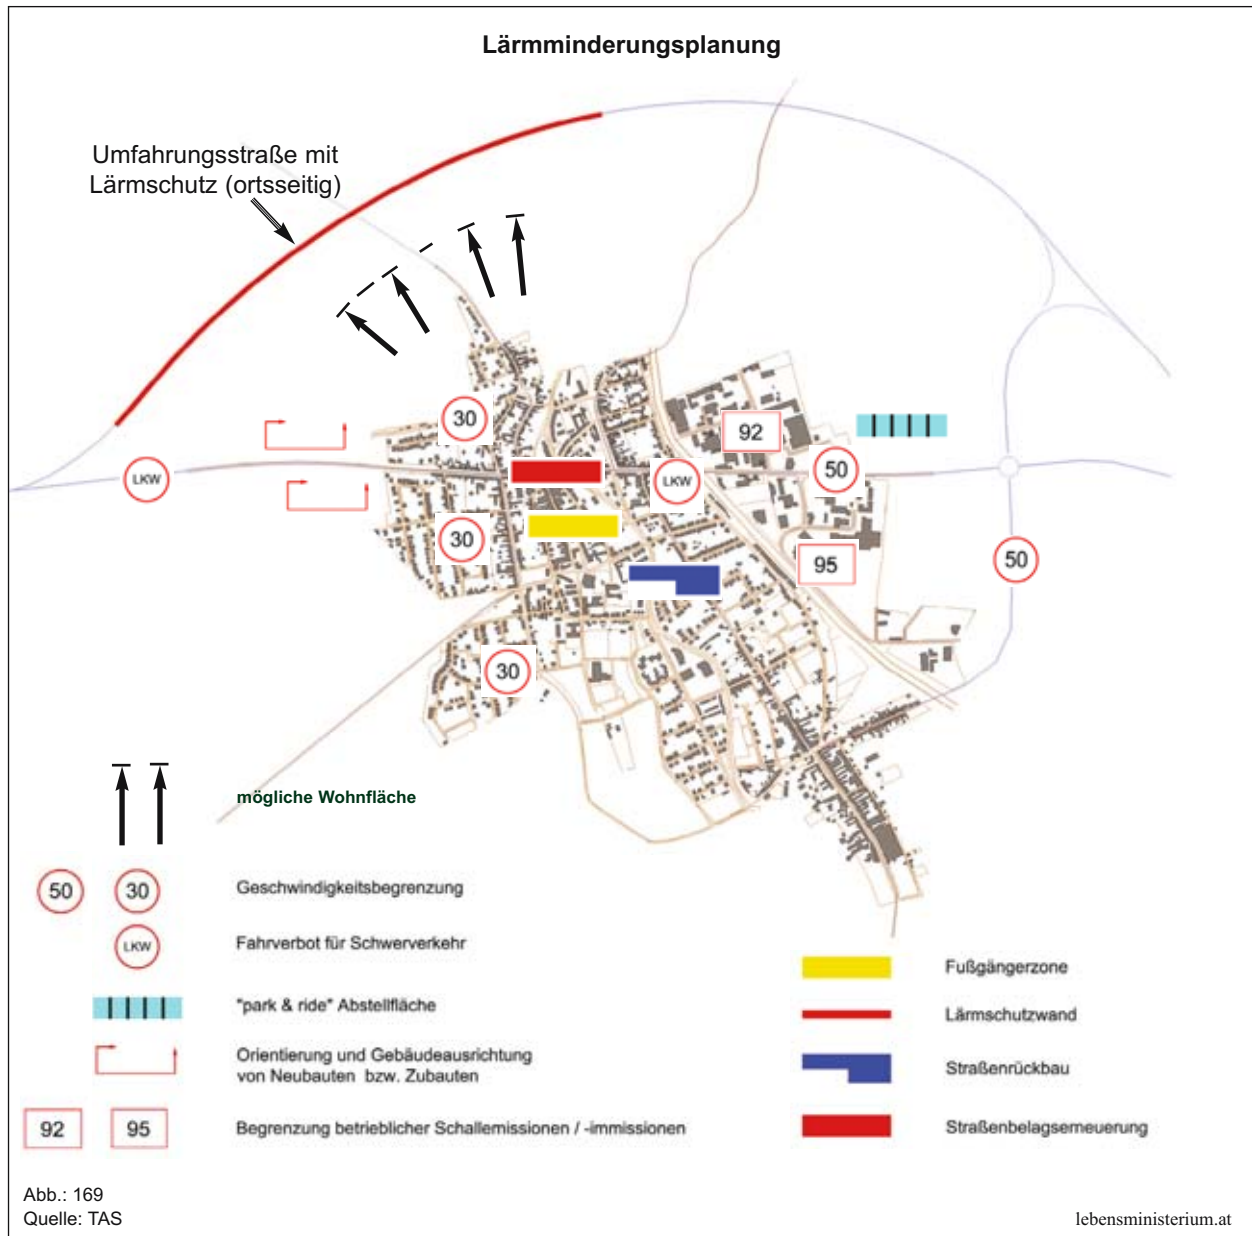 Lärmminderungsplanung
Umfahrungsstraße mit
Lärmschutz (ortsseitig)
30
92
50
LKW
LKW
30
95
50
30
mögliche Wohnfläche
50 30
Geschwindigkeitsbegrenzung
LKW
Fahrverbot für Schwerverkehr
"park & ride" Abstellfläche
Orientierung und Gebäudeausrichtung
von Neubauten bzw. Zubauten
92 95
Begrenzung betrieblicher Schallemissionen / -immissionen
Fußgängerzone
Lärmschutzwand
Straßenrückbau
Straßenbelagserneuerung
Abb.: 169
Quelle: TAS
lebensministerium.at